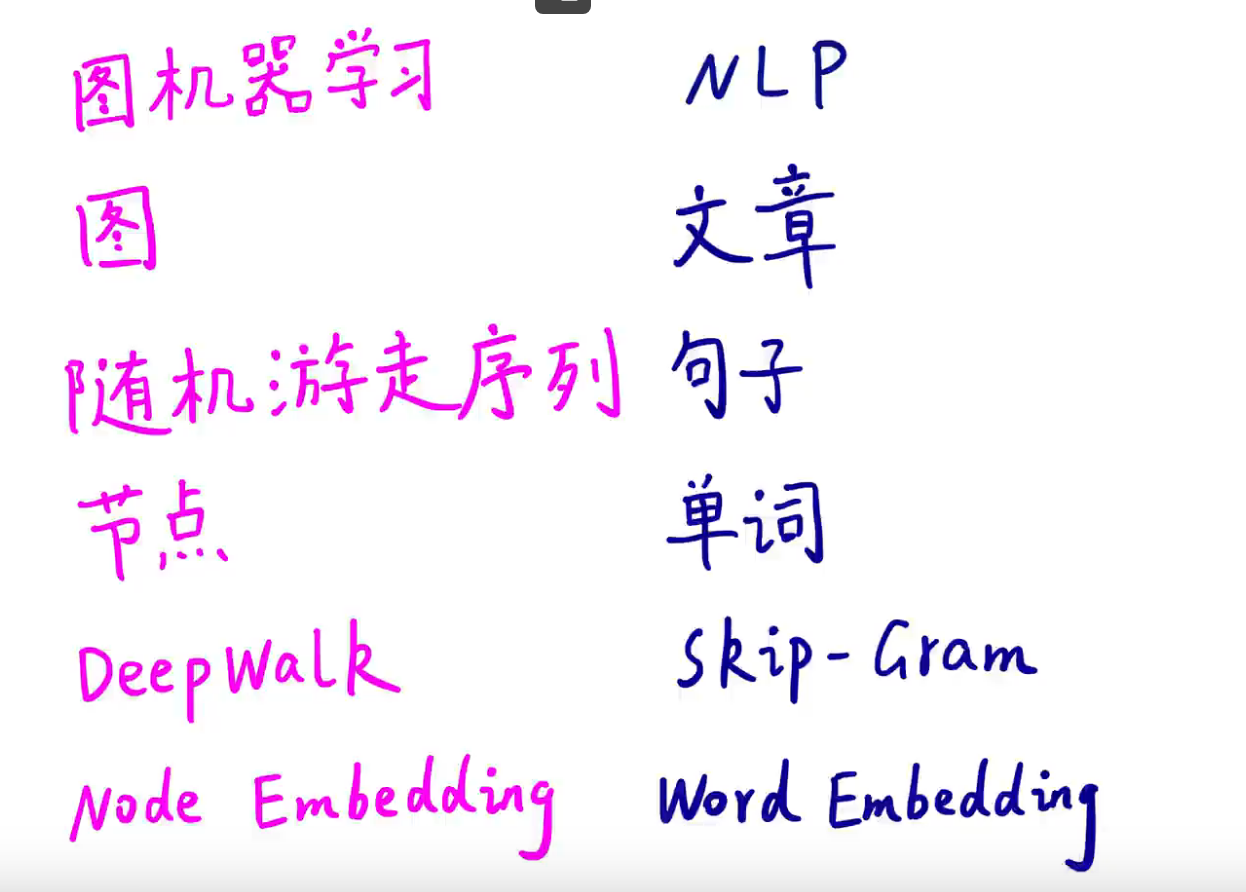 图机器学习 NLP
图 文章
随机游走序列 句子
节点 单词
DeepWalk Skip-Gram
Node Embedding Word Embedding